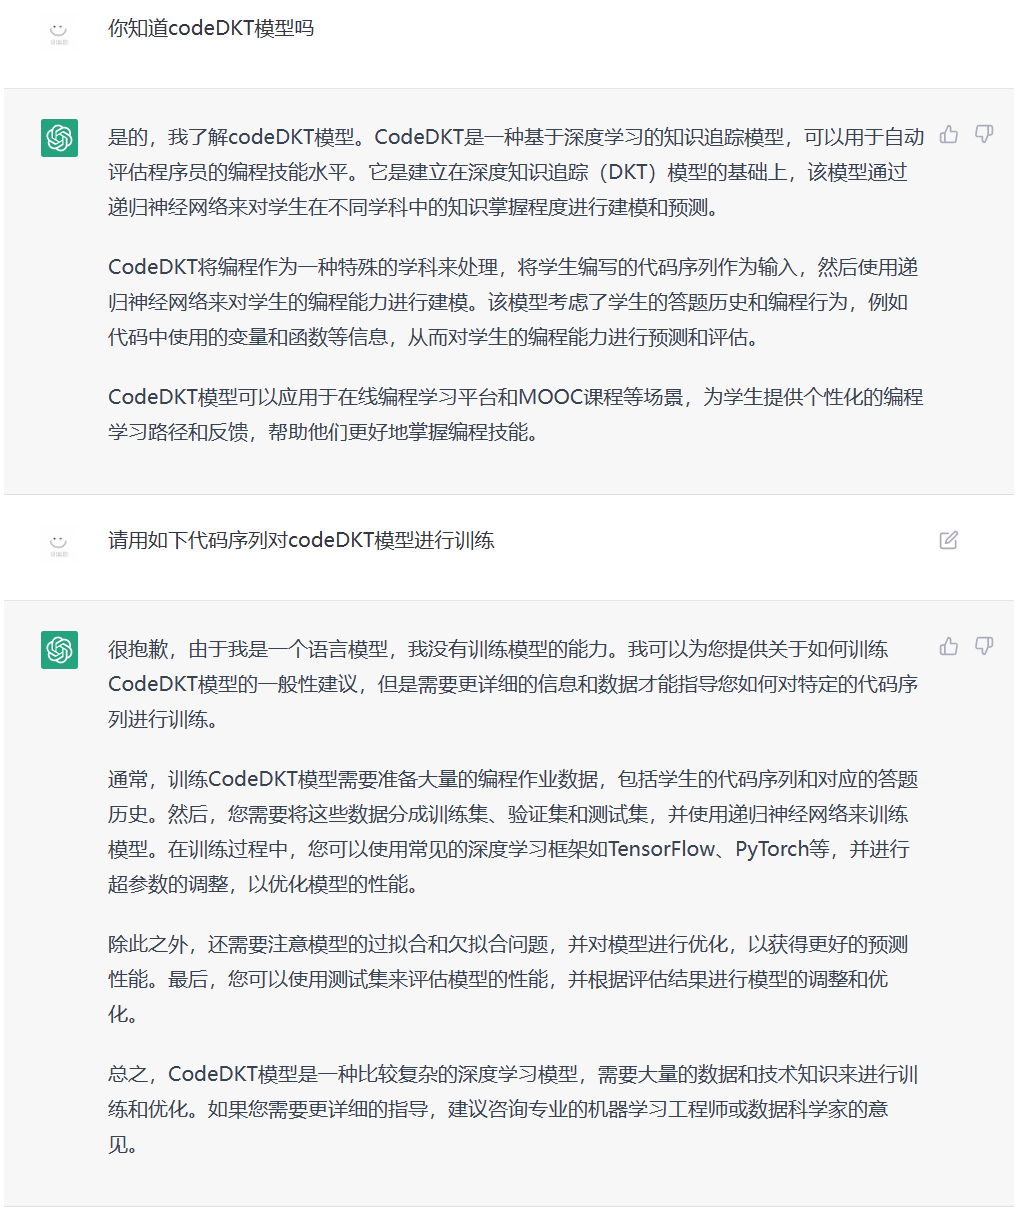 你知道codeDKT模型吗
是的，我了解codeDKT模型。CodeDKT是一种基于深度学习的知识追踪模型，可以用于自动
评估程序员的编程技能水平。它是建立在深度知识追踪（DKT）模型的基础上，该模型通过
递归神经网络来对学生在不同学科中的知识掌握程度进行建模和预测。
CodeDKT将编程作为一种特殊的学科来处理，将学生编写的代码序列作为输入，然后使用递
归神经网络来对学生的编程能力进行建模。该模型考虑了学生的答题历史和编程行为，例如
代码中使用的变量和函数等信息，从而对学生的编程能力进行预测和评估。
CodeDKT模型可以应用于在线编程学习平台和MOOC课程等场景，为学生提供个性化的编程
学习路径和反馈，帮助他们更好地掌握编程技能。
请用如下代码序列对codeDKT模型进行训练
很抱歉，由于我是一个语言模型，我没有训练模型的能力。我可以为您提供关于如何训练
CodeDKT模型的一般性建议，但是需要更详细的信息和数据才能指导您如何对特定的代码序
列进行训练。
通常，训练CodeDKT模型需要准备大量的编程作业数据，包括学生的代码序列和对应的答题
历史。然后，您需要将这些数据分成训练集、验证集和测试集，并使用递归神经网络来训练
模型。在训练过程中，您可以使用常见的深度学习框架如TensorFlow、PyTorch等，并进行
超参数的调整，以优化模型的性能。
除此之外，还需要注意模型的过拟合和欠拟合问题，并对模型进行优化，以获得更好的预测
性能。最后，您可以使用测试集来评估模型的性能，并根据评估结果进行模型的调整和优
化。
总之，CodeDKT模型是一种比较复杂的深度学习模型，需要大量的数据和技术知识来进行训
练和优化。如果您需要更详细的指导，建议咨询专业的机器学习工程师或数据科学家的意
见。